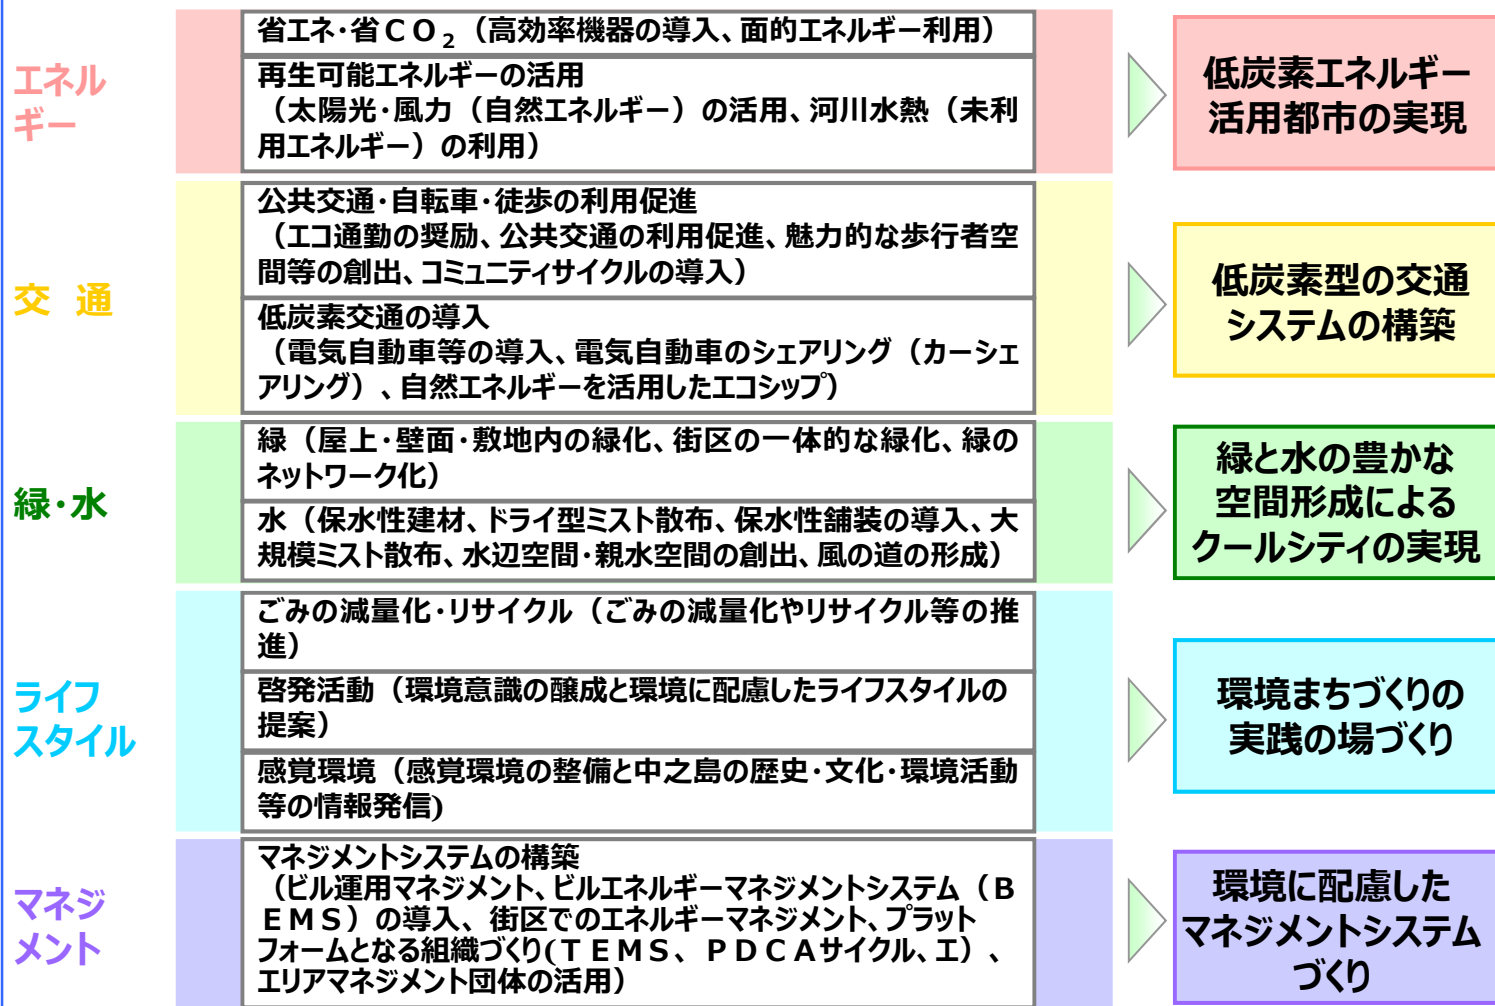 エネル
ギー
省エネ・省ＣＯ₂（高効率機器の導入、面的エネルギー利用）
再生可能エネルギーの活用
（太陽光・風力（自然エネルギー）の活用、河川水熱（未利
用エネルギー）の利用）
低炭素エネルギー
活用都市の実現
交　通
公共交通・自転車・徒歩の利用促進
（エコ通勤の奨励、公共交通の利用促進、魅力的な歩行者空
間等の創出、コミュニティサイクルの導入）
低炭素交通の導入
（電気自動車等の導入、電気自動車のシェアリング（カーシェ
アリング）、自然エネルギーを活用したエコシップ）
低炭素型の交通
システムの構築
緑・水
緑（屋上・壁面・敷地内の緑化、街区の一体的な緑化、緑の
ネットワーク化）
水（保水性建材、ドライ型ミスト散布、保水性舗装の導入、大
規模ミスト散布、水辺空間・親水空間の創出、風の道の形成）
緑と水の豊かな
空間形成による
クールシティの実現
ライフ
スタイル
ごみの減量化・リサイクル（ごみの減量化やリサイクル等の推
進）
啓発活動（環境意識の醸成と環境に配慮したライフスタイルの
提案）
感覚環境（感覚環境の整備と中之島の歴史・文化・環境活動
等の情報発信)
環境まちづくりの
実践の場づくり
マネジ
メント
マネジメントシステムの構築
（ビル運用マネジメント、ビルエネルギーマネジメントシステム（Ｂ
ＥＭＳ）の導入、街区でのエネルギーマネジメント、プラット
フォームとなる組織づくり(ＴＥＭＳ、ＰＤＣＡサイクル、エ）、
エリアマネジメント団体の活用）
環境に配慮した
マネジメントシステム
づくり